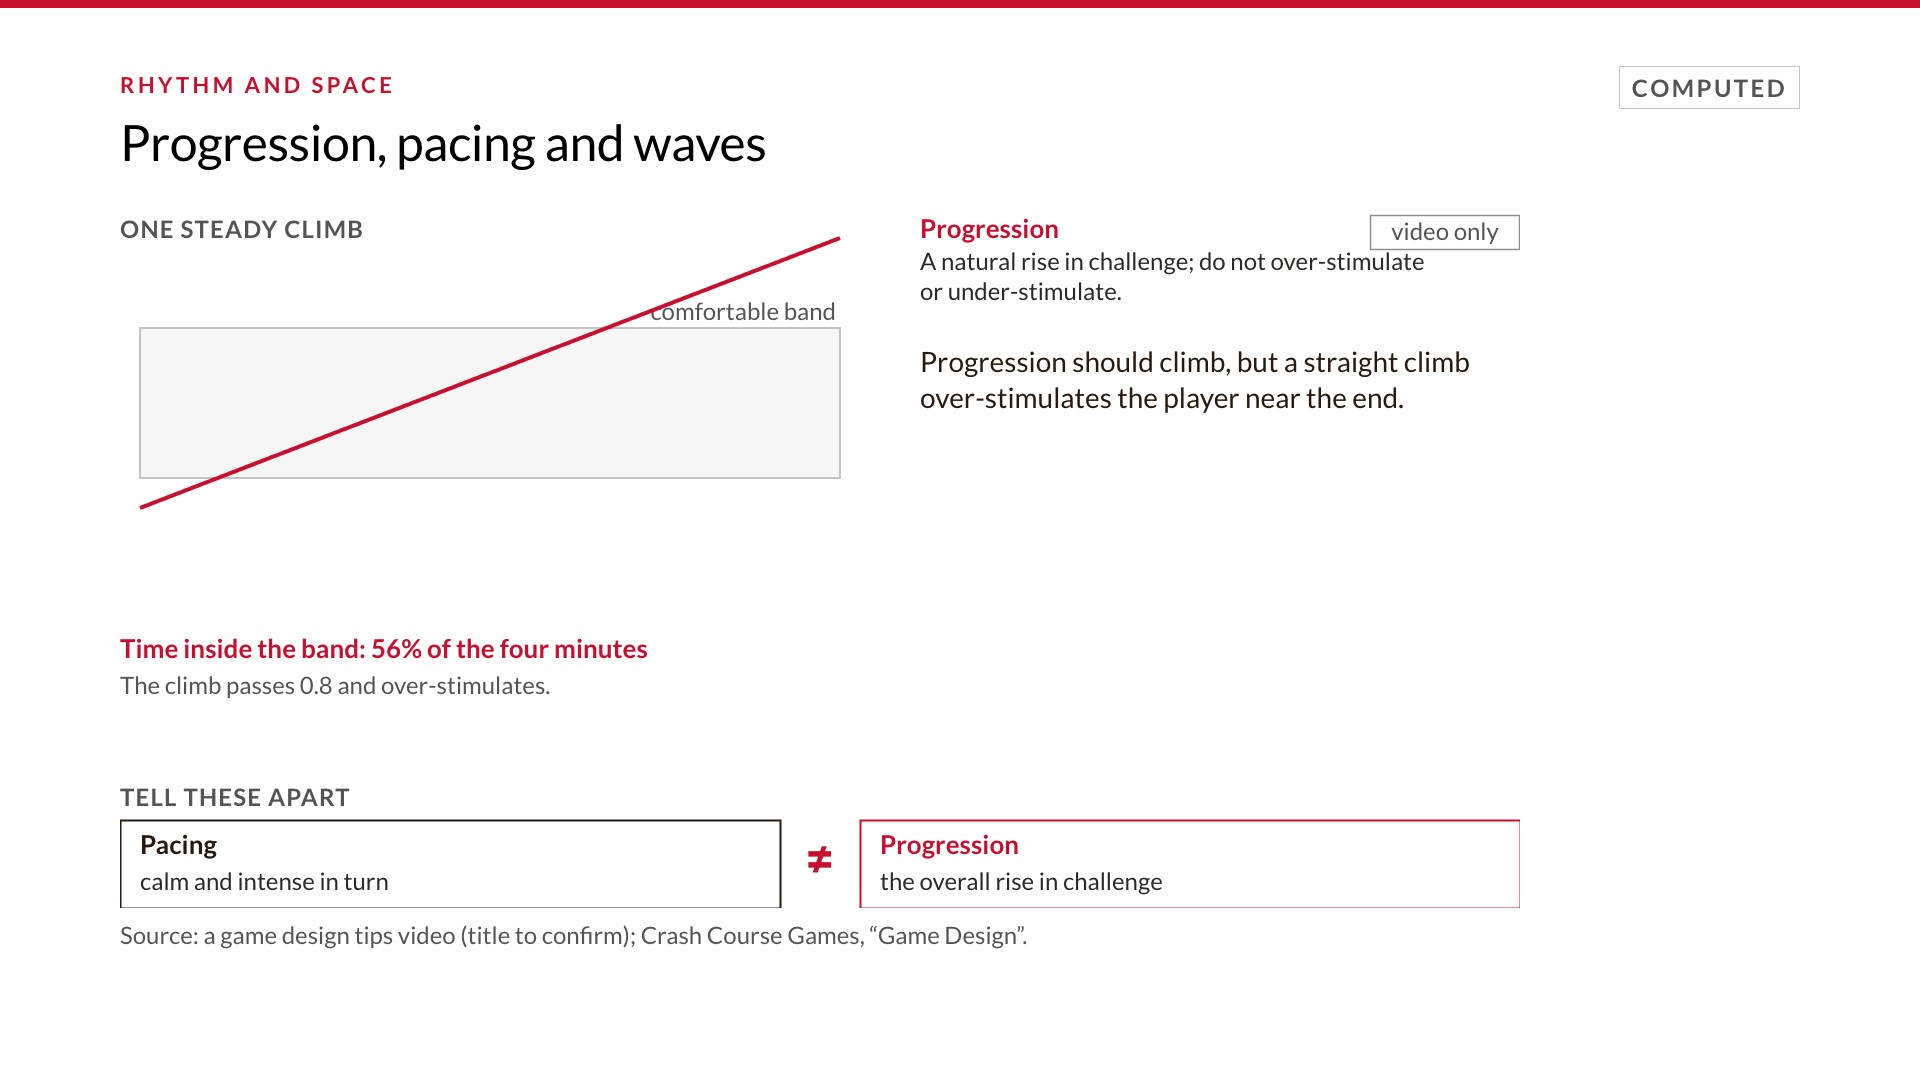 RHYTHM AND SPACE
COMPUTED
Progression, pacing and waves
ONE STEADY CLIMB
comfortable band
Progression
video only
A natural rise in challenge; do not over-stimulate
or under-stimulate.
Progression should climb, but a straight climb
over-stimulates the player near the end.
Time inside the band: 56% of the four minutes
The climb passes 0.8 and over-stimulates.
TELL THESE APART
Pacing
calm and intense in turn
≠
Progression
the overall rise in challenge
Source: a game design tips video (title to confirm); Crash Course Games, “Game Design”.